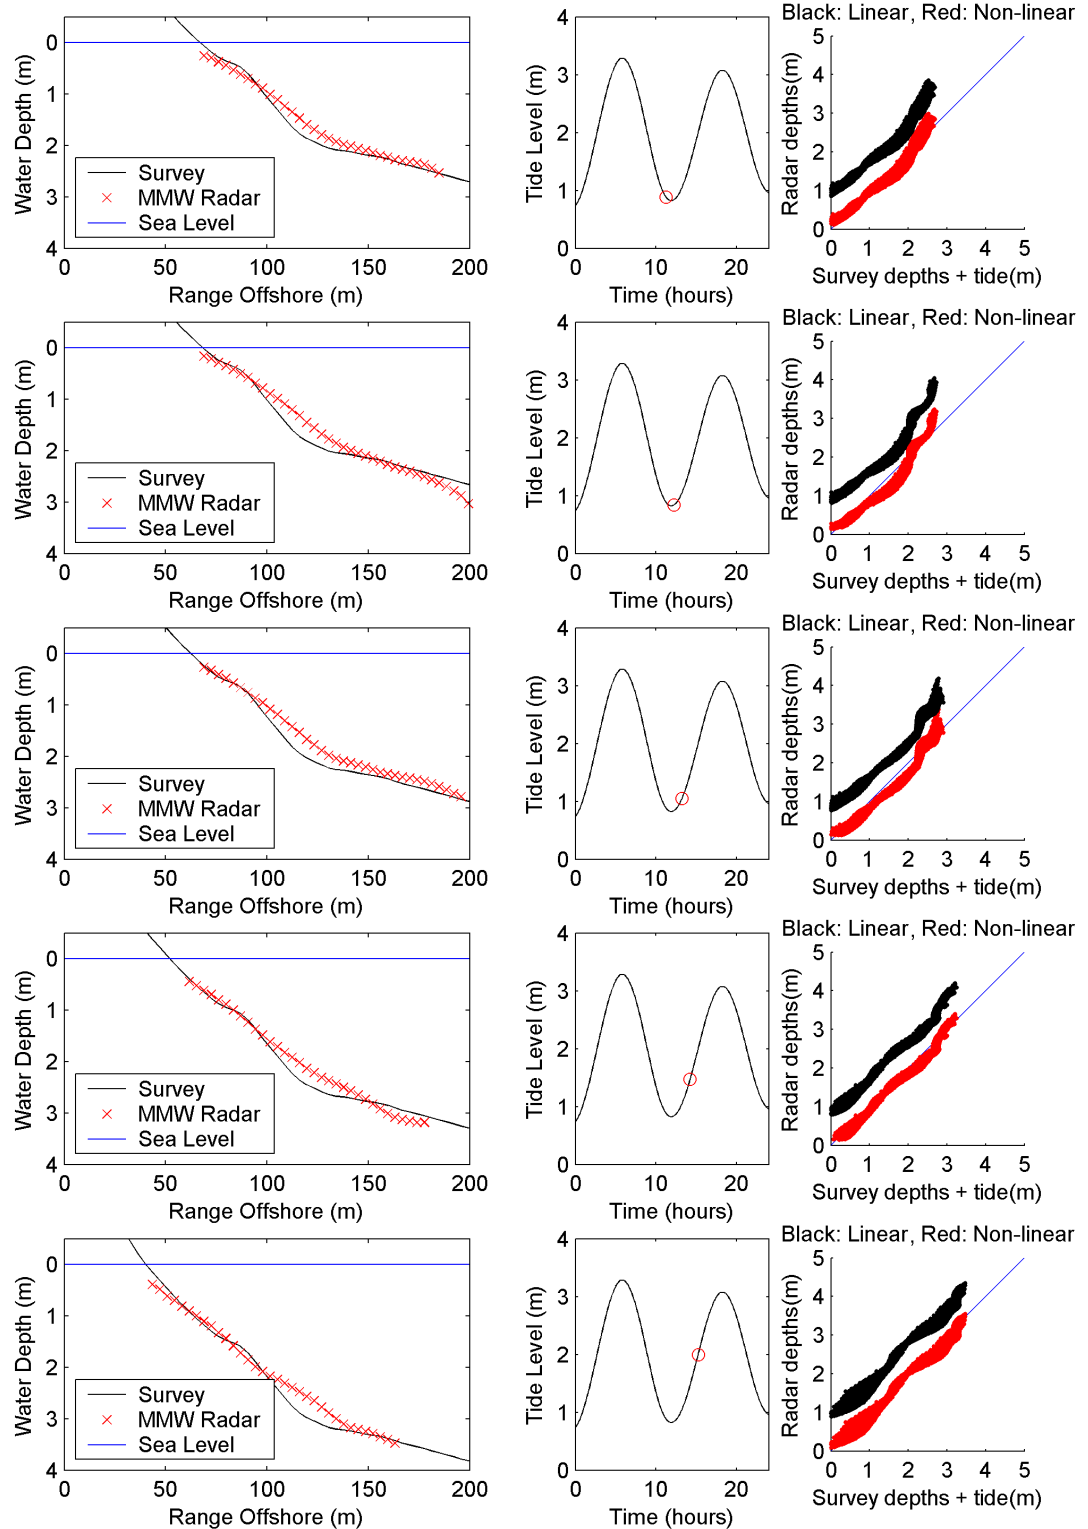 Black: Linear, Red: Non-linear
0
1
2
3
4
Water Depth (m)
Survey
MMW Radar
Sea Level
0 50 100 150 200
Range Offshore (m)
4
3
2
1
0
Tide Level (m)
0 10 20
Time (hours)
5
4
3
2
1
0
Radar depths(m)
0 1 2 3 4 5
Survey depths + tide(m)
Black: Linear, Red: Non-linear
0
1
2
3
4
Water Depth (m)
Survey
MMW Radar
Sea Level
0 50 100 150 200
Range Offshore (m)
4
3
2
1
0
Tide Level (m)
0 10 20
Time (hours)
5
4
3
2
1
0
Radar depths(m)
0 1 2 3 4 5
Survey depths + tide(m)
Black: Linear, Red: Non-linear
0
1
2
3
4
Water Depth (m)
Survey
MMW Radar
Sea Level
0 50 100 150 200
Range Offshore (m)
4
3
2
1
0
Tide Level (m)
0 10 20
Time (hours)
5
4
3
2
1
0
Radar depths(m)
0 1 2 3 4 5
Survey depths + tide(m)
Black: Linear, Red: Non-linear
0
1
2
3
4
Water Depth (m)
Survey
MMW Radar
Sea Level
0 50 100 150 200
Range Offshore (m)
4
3
2
1
0
Tide Level (m)
0 10 20
Time (hours)
5
4
3
2
1
0
Radar depths(m)
0 1 2 3 4 5
Survey depths + tide(m)
Black: Linear, Red: Non-linear
0
1
2
3
4
Water Depth (m)
Survey
MMW Radar
Sea Level
0 50 100 150 200
Range Offshore (m)
4
3
2
1
0
Tide Level (m)
0 10 20
Time (hours)
5
4
3
2
1
0
Radar depths(m)
0 1 2 3 4 5
Survey depths + tide(m)